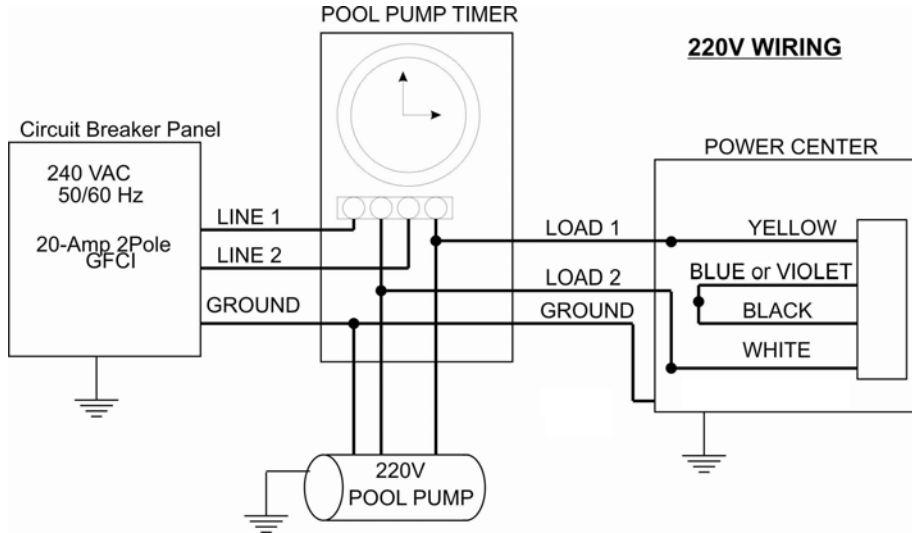 POOL PUMP TIMER
220V WIRING
Circuit Breaker Panel
240 VAC
50/60 Hz
20-Amp 2Pole
GFCI
LINE 1
LINE 2
GROUND
LOAD 1
LOAD 2
GROUND
POWER CENTER
YELLOW
BLUE or VIOLET
BLACK
WHITE
220V
POOL PUMP